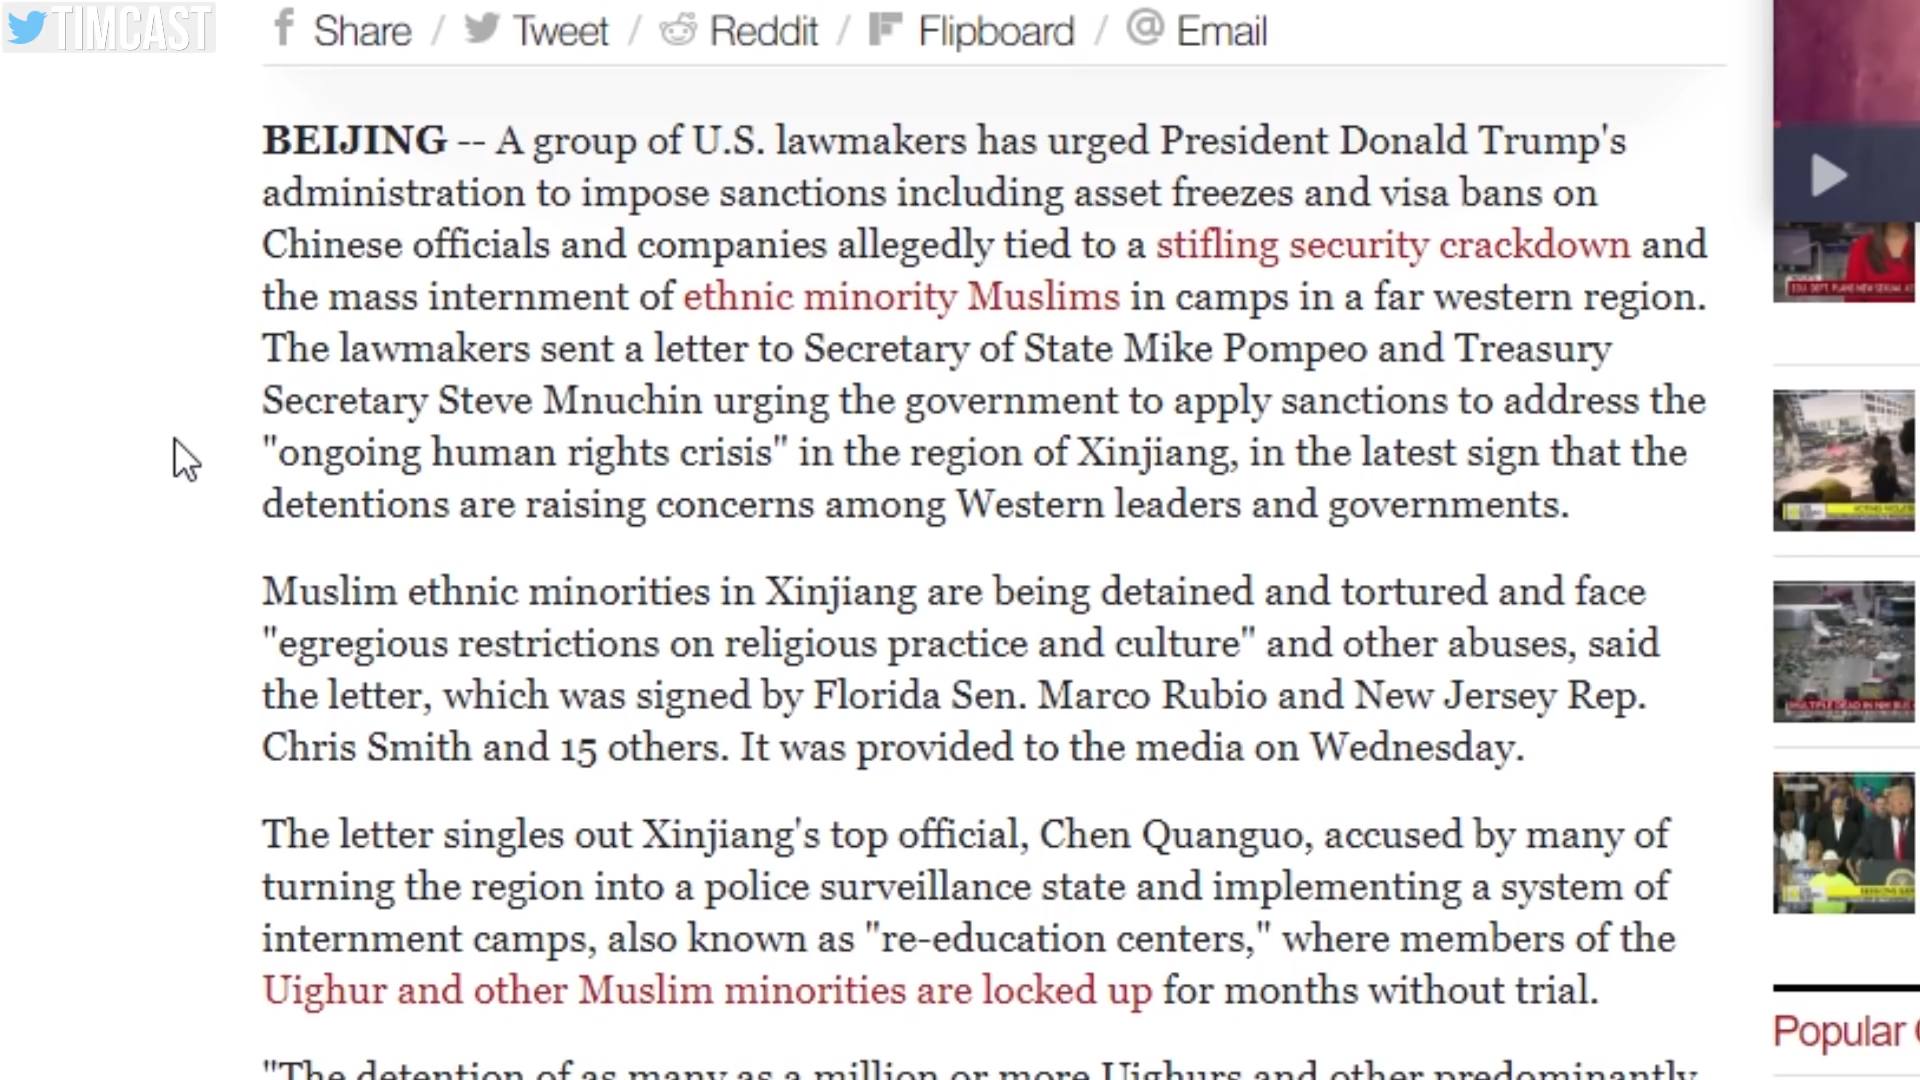 TIMCAST
Share / Tweet / Reddit / Flipboard / @ Email
BEIJING -- A group of U.S. lawmakers has urged President Donald Trump's
administration to impose sanctions including asset freezes and visa bans on
Chinese officials and companies allegedly tied to a stifling security crackdown and
the mass internment of ethnic minority Muslims in camps in a far western region.
The lawmakers sent a letter to Secretary of State Mike Pompeo and Treasury
Secretary Steve Mnuchin urging the government to apply sanctions to address the
"ongoing human rights crisis" in the region of Xinjiang, in the latest sign that the
detentions are raising concerns among Western leaders and governments.
Muslim ethnic minorities in Xinjiang are being detained and tortured and face
"egregious restrictions on religious practice and culture" and other abuses, said
the letter, which was signed by Florida Sen. Marco Rubio and New Jersey Rep.
Chris Smith and 15 others. It was provided to the media on Wednesday.
The letter singles out Xinjiang's top official, Chen Quanguo, accused by many of
turning the region into a police surveillance state and implementing a system of
internment camps, also known as "re-education centers," where members of the
Uighur and other Muslim minorities are locked up for months without trial.
"The detention of as many as a million or more Uighurs and other predominantly
Popular